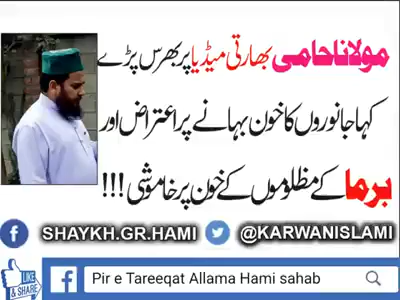 مولانا حامی بھارتی میڈیا پر بھرس پڑے
کہا جانوروں کا خون بہانے پر اعتراض اور
برما کے مظلوموں کے خون پر خاموشی !!!
SHAYKH.GR.HAMI @KARWANISLAMI
LIKE & SHARE
Pir e Tareeqat Allama Hami sahab